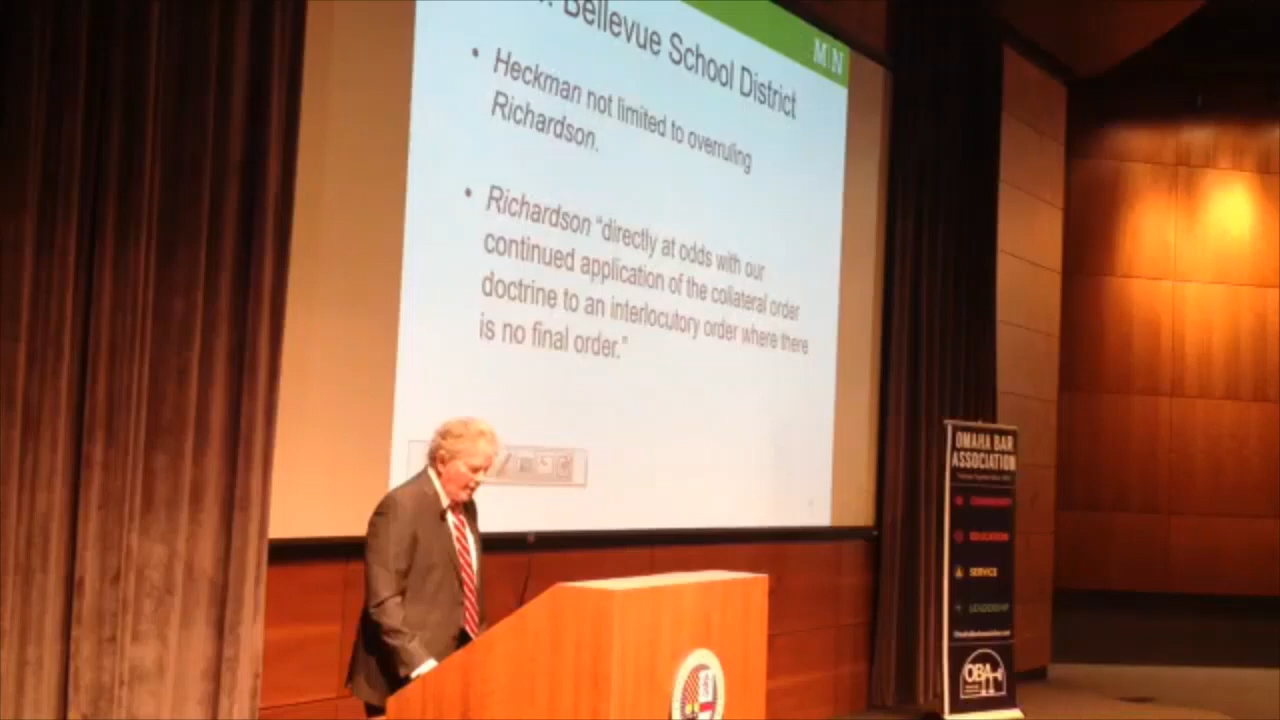 Bellevue School District
M N
• Heckman not limited to overruling
Richardson.
• Richardson “directly at odds with our
continued application of the collateral order
doctrine to an interlocutory order where there
is no final order.”
OMAHA BAR
ASSOCIATION
COMMUNITY
EDUCATION
SERVICE
LEADERSHIP
OBA